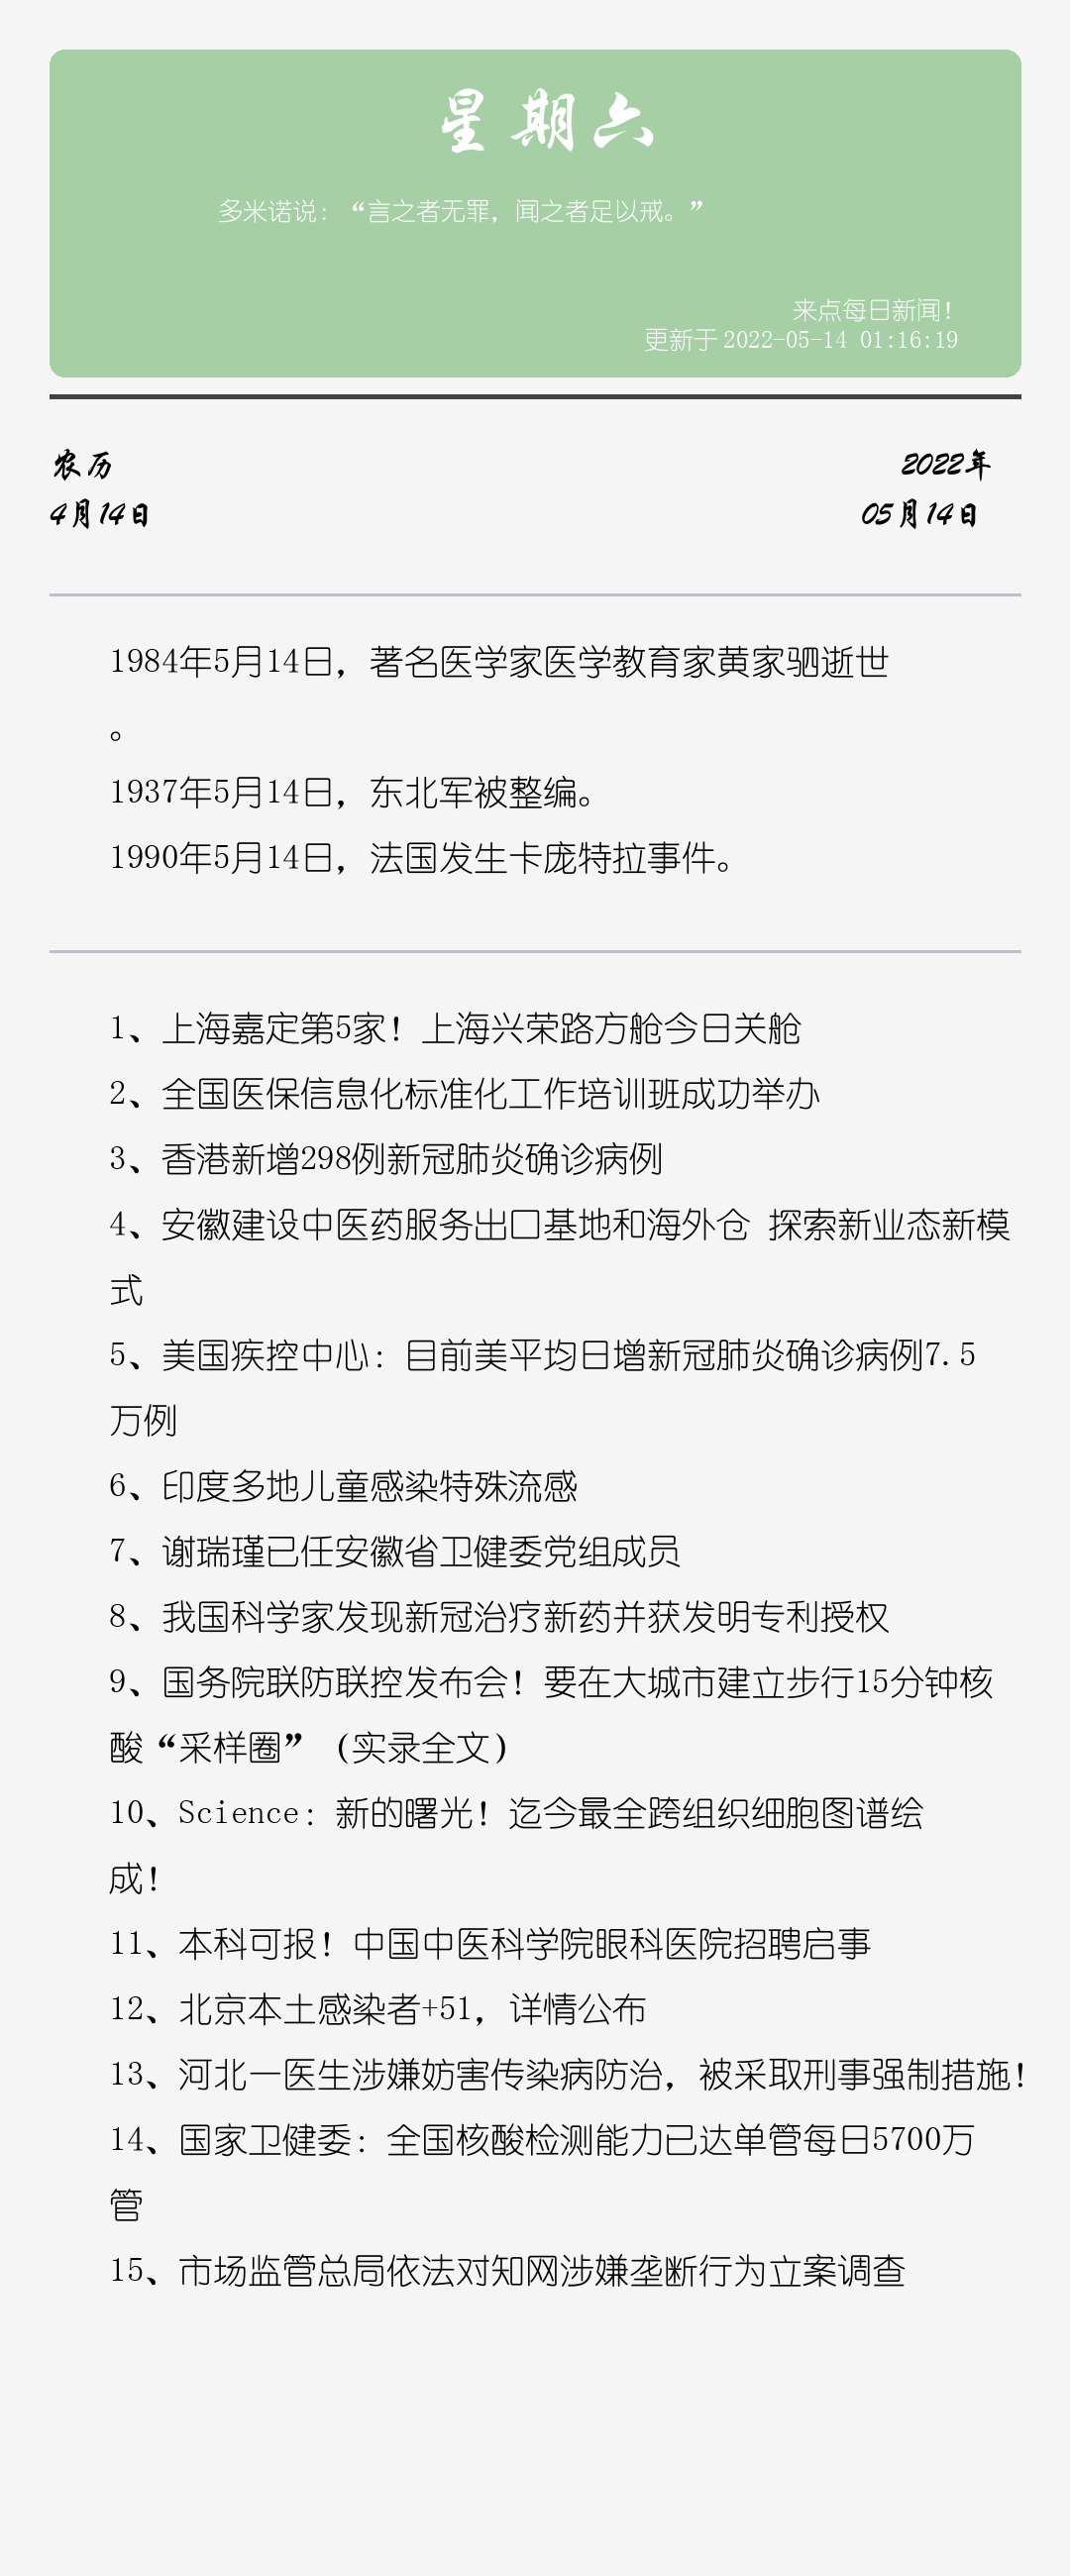 星期六
多米诺说：“言之者无罪，闻之者足以戒。”
来点每日新闻！
更新于 2022-05-14 01:16:19
农历
2022年
4月14日
05月14日
1984年5月14日，著名医学家医学教育家黄家驷逝世
。
1937年5月14日，东北军被整编。
1990年5月14日，法国发生卡庞特拉事件。
1、上海嘉定第5家！上海兴荣路方舱今日关舱
2、全国医保信息化标准化工作培训班成功举办
3、香港新增298例新冠肺炎确诊病例
4、安徽建设中医药服务出口基地和海外仓 探索新业态新模
式
5、美国疾控中心：目前美平均日增新冠肺炎确诊病例7.5
万例
6、印度多地儿童感染特殊流感
7、谢瑞瑾已任安徽省卫健委党组成员
8、我国科学家发现新冠治疗新药并获发明专利授权
9、国务院联防联控发布会！要在大城市建立步行15分钟核
酸“采样圈”（实录全文）
10、Science：新的曙光！迄今最全跨组织细胞图谱绘
成！
11、本科可报！中国中医科学院眼科医院招聘启事
12、北京本土感染者+51，详情公布
13、河北一医生涉嫌妨害传染病防治，被采取刑事强制措施！
14、国家卫健委：全国核酸检测能力已达单管每日5700万
管
15、市场监管总局依法对知网涉嫌垄断行为立案调查